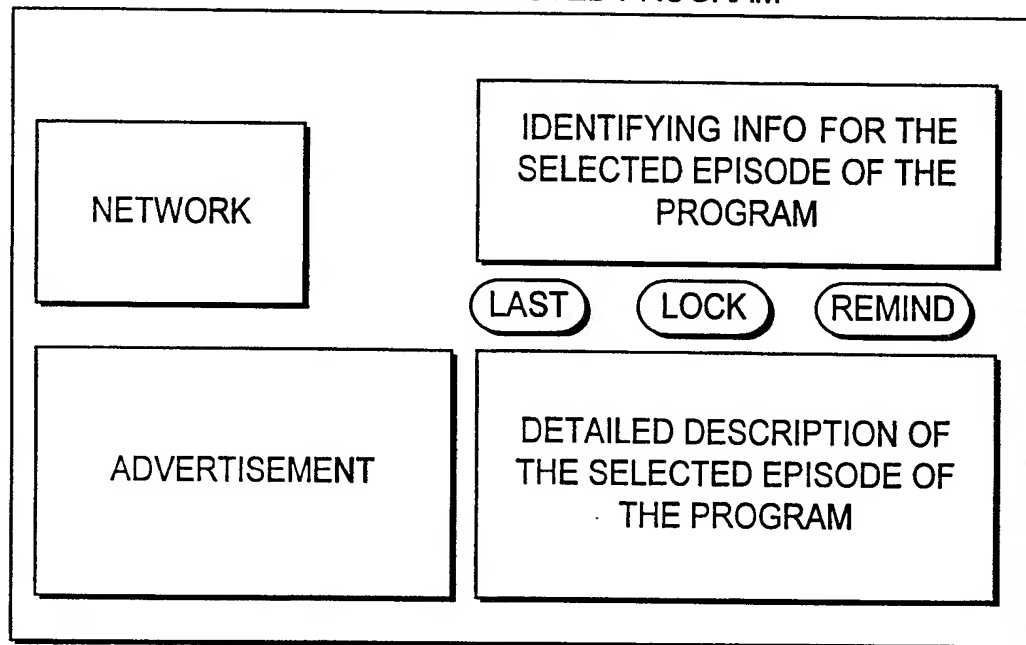 PROGRAM
NETWORK
IDENTIFYING INFO FOR THE
SELECTED EPISODE OF THE
PROGRAM
LAST LOCK REMIND
ADVERTISEMENT
DETAILED DESCRIPTION OF
THE SELECTED EPISODE OF
THE PROGRAM